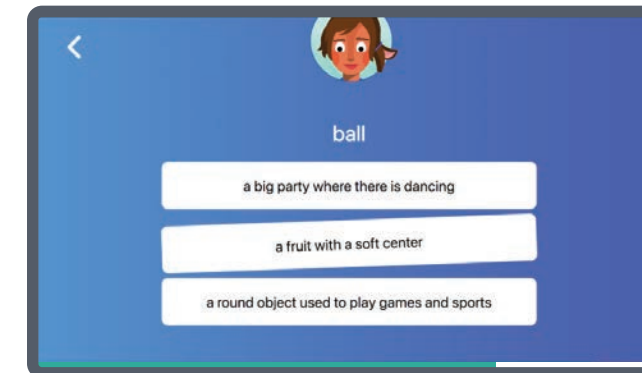 ball
a big party where there is dancing
a fruit with a soft center
a round object used to play games and sports